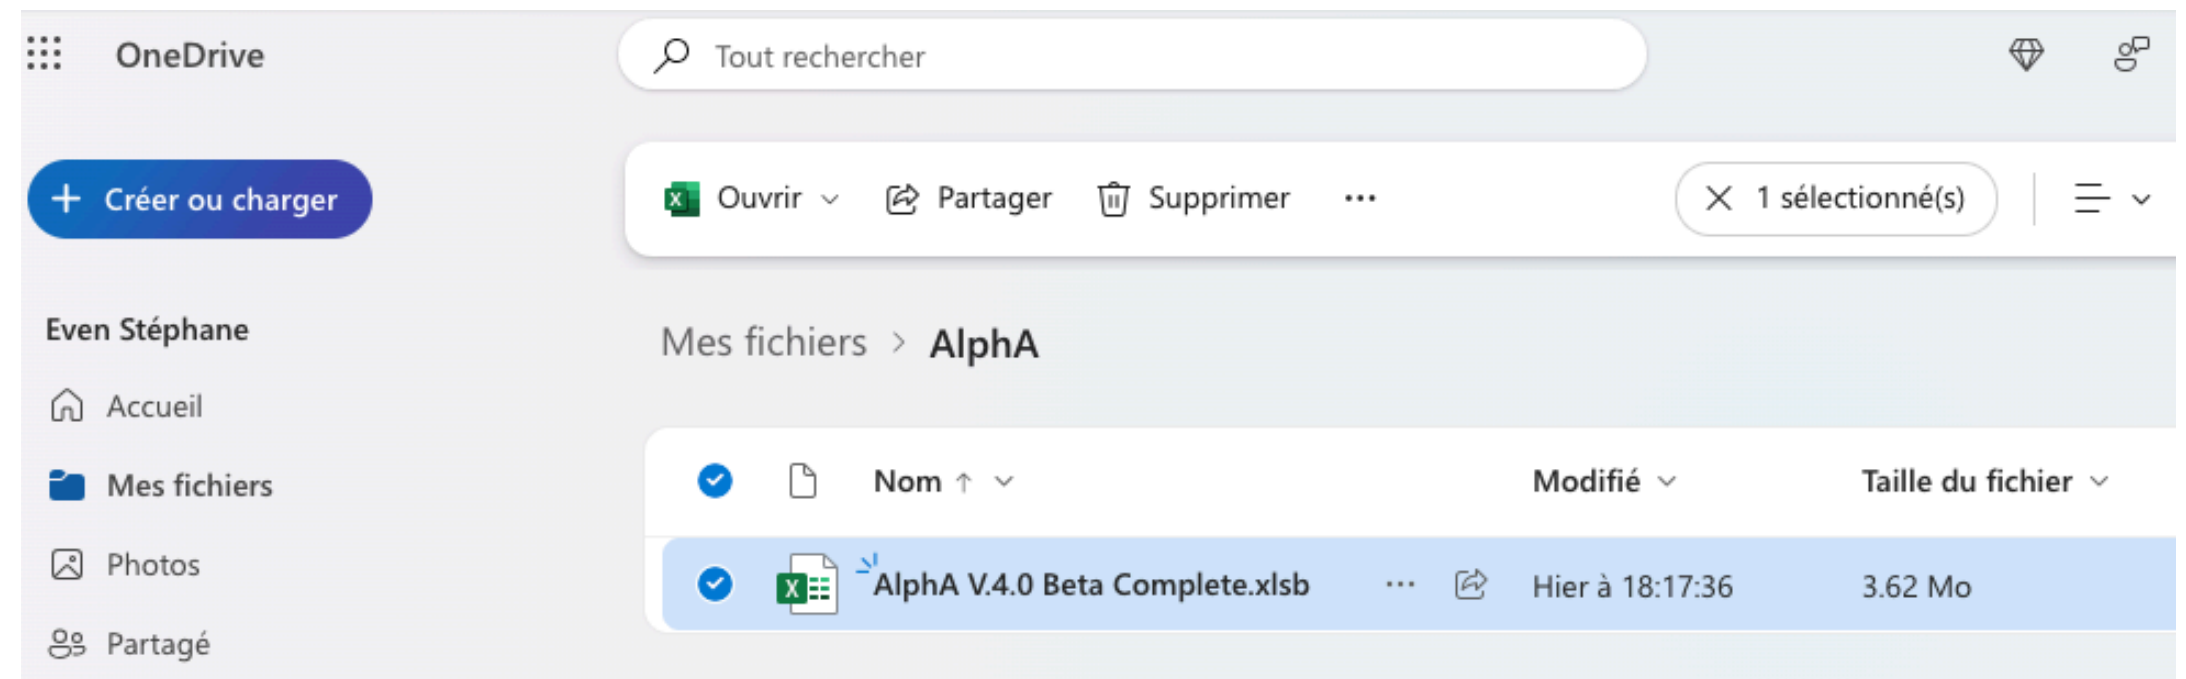 OneDrive
Tout rechercher
Créer ou charger
Ouvrir
Partager
Supprimer
1 sélectionné(s)
Even Stéphane
Accueil
Mes fichiers
Photos
Partagé
Mes fichiers > AlphA
Nom Modifié Taille du fichier
AlphA V.4.0 Beta Complete.xlsb Hier à 18:17:36 3.62 Mo